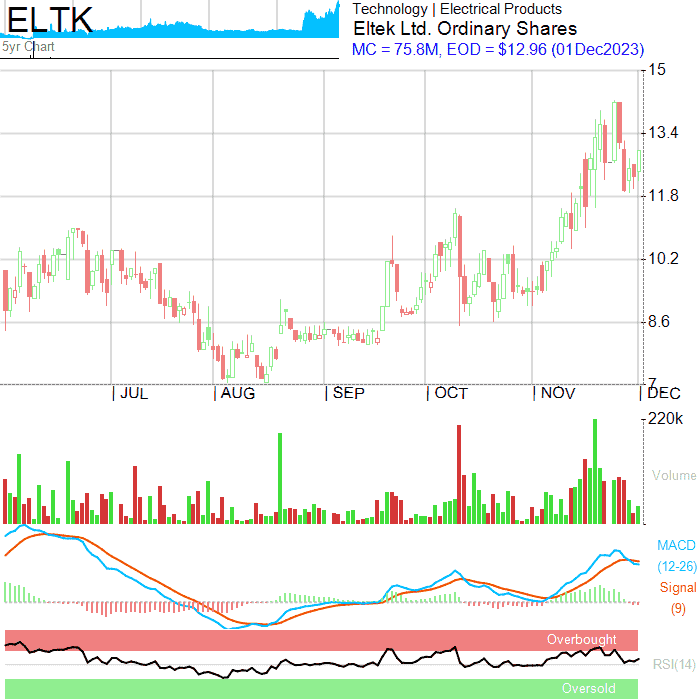 ELTK
5yr Chart
Technology | Electrical Products
Eltek Ltd. Ordinary Shares
MC = 75.8M, EOD = $12.96 (01Dec2023)
15
13.4
11.8
10.2
8.6
7
| JUL | AUG | SEP | OCT | NOV | DEC
220k
Volume
MACD
(12-26)
Signal
(9)
Overbought
RSI(14)
Oversold